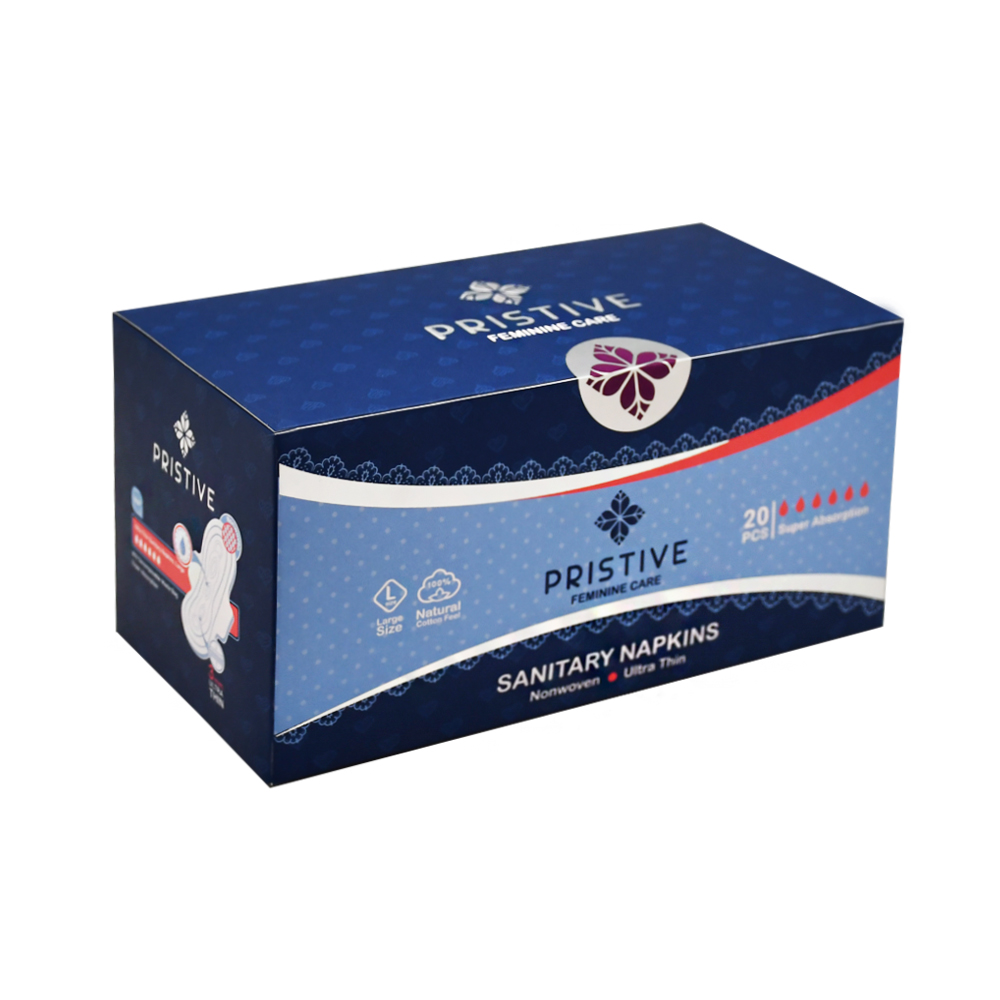 PRISTIVE
FEMININE CARE
PRISTIVE
20
PCS
Super Absorption
PRISTIVE
FEMININE CARE
L
Large
Size
100%
Natural
Cotton Feel
SANITARY NAPKINS
Nonwoven • Ultra Thin
THIN